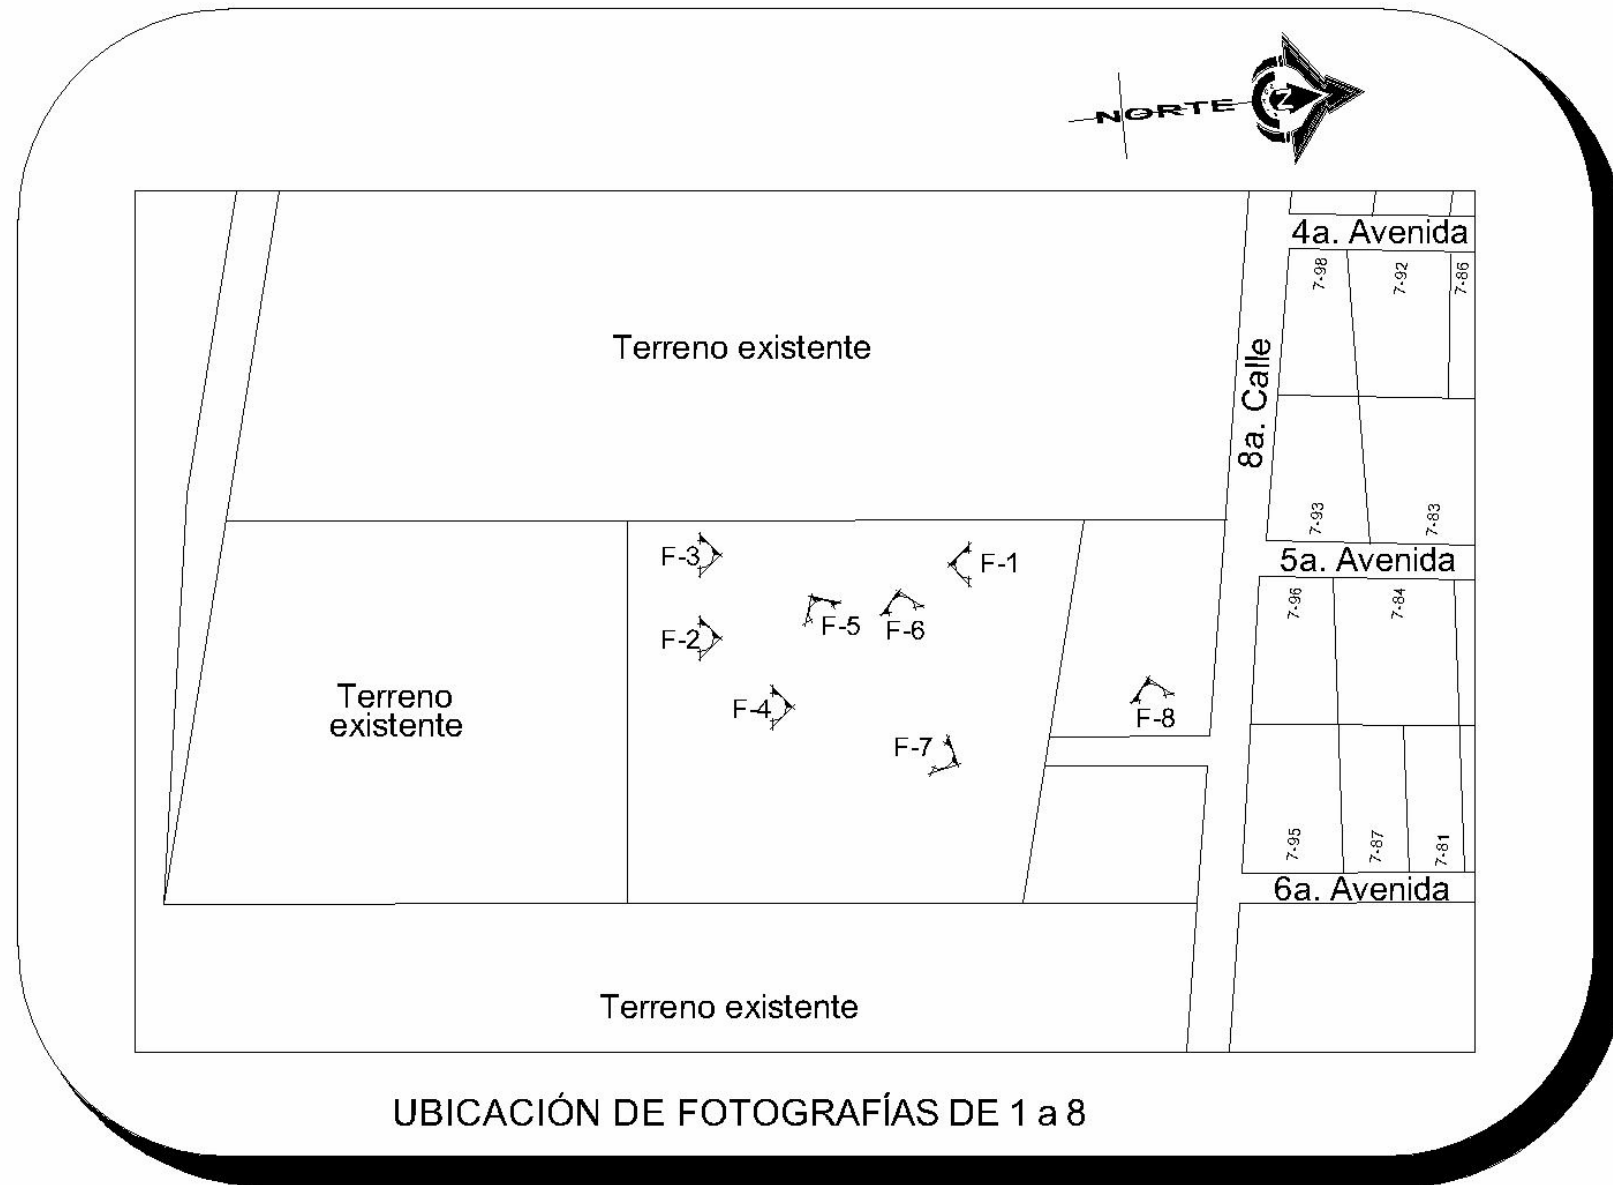 NORTE
N
4a. Avenida
7-98
7-92
7-86
Terreno existente
8a. Calle
7-93
7-83
5a. Avenida
F-3
F-1
F-2
F-5
F-6
7-96
7-84
Terreno
existente
F-4
F-8
F-7
7-95
7-87
7-81
6a. Avenida
Terreno existente
UBICACIÓN DE FOTOGRAFÍAS DE 1 a 8